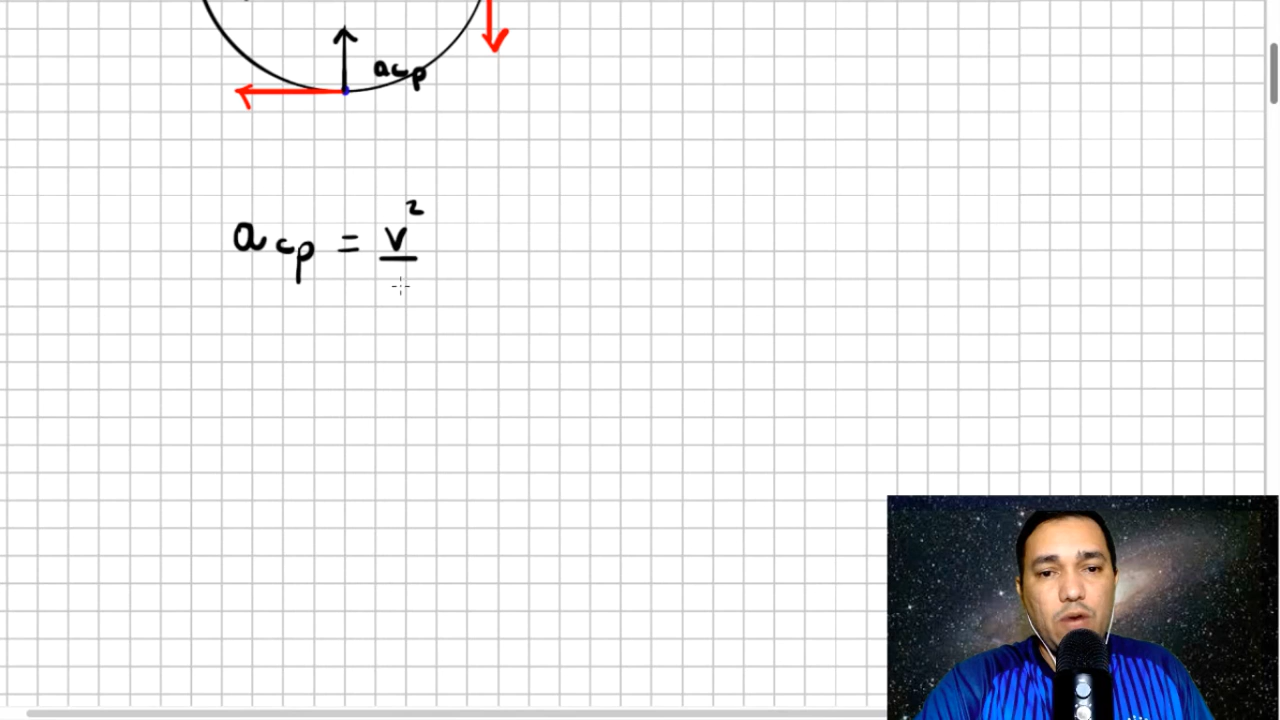 acp
acp = v²